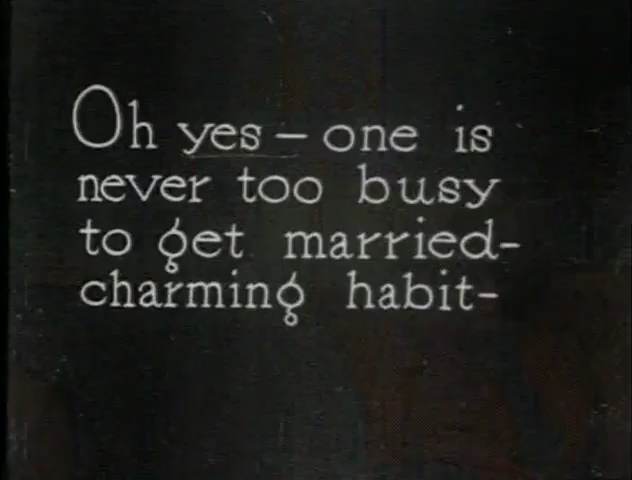 Oh yes – one is
never too busy
to get married-
charming habit-